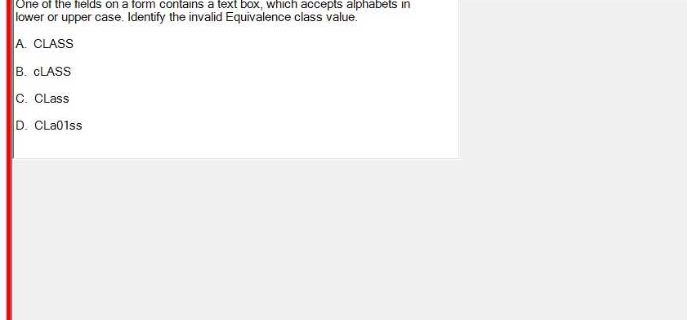 One of the fields on a form contains a text box, which accepts alphabets in
lower or upper case. Identify the invalid Equivalence class value.
A. CLASS
B. cLASS
C. CLass
D. CLa01ss